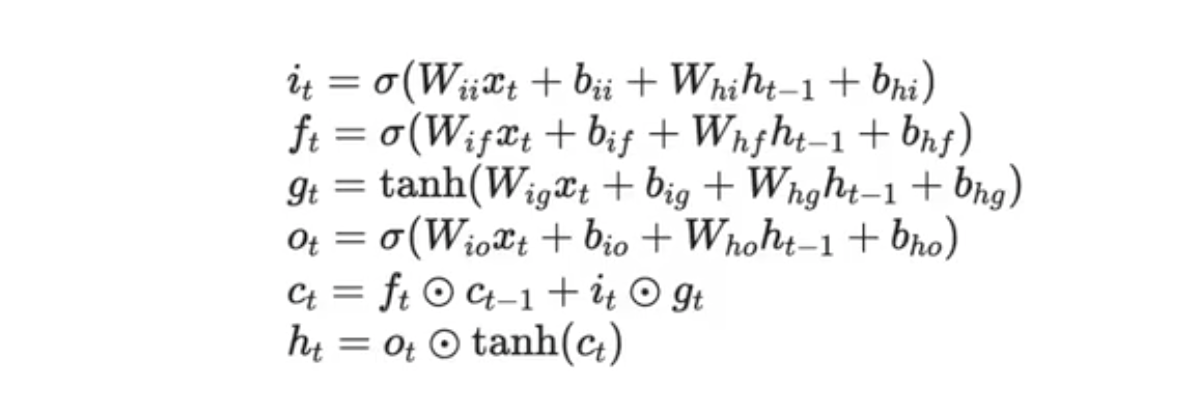 i_t = σ(W_{ii}x_t + b_{ii} + W_{hi}h_{t−1} + b_{hi})
f_t = σ(W_{if}x_t + b_{if} + W_{hf}h_{t−1} + b_{hf})
g_t = tanh(W_{ig}x_t + b_{ig} + W_{hg}h_{t−1} + b_{hg})
o_t = σ(W_{io}x_t + b_{io} + W_{ho}h_{t−1} + b_{ho})
c_t = f_t ⊙ c_{t−1} + i_t ⊙ g_t
h_t = o_t ⊙ tanh(c_t)